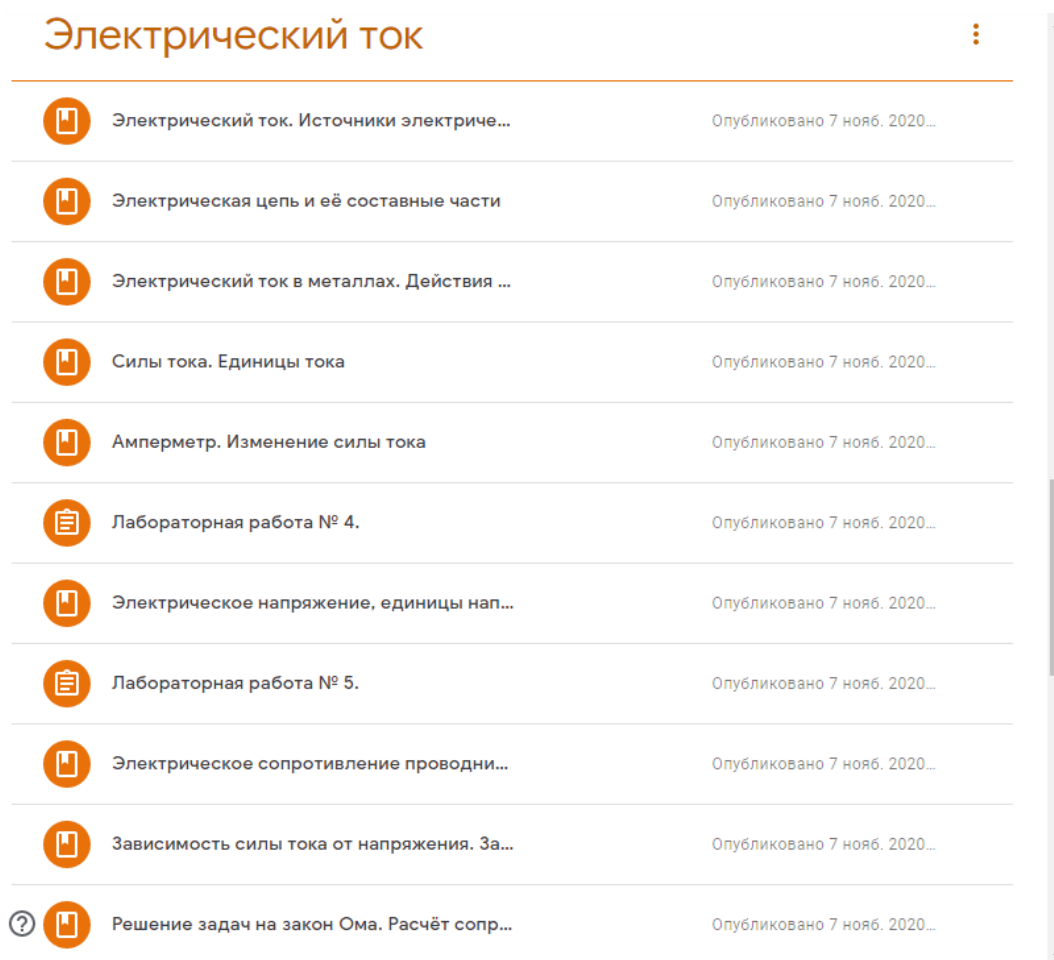 Электрический ток
Электрический ток. Источники электриче... Опубликовано 7 нояб. 2020...
Электрическая цепь и её составные части Опубликовано 7 нояб. 2020...
Электрический ток в металлах. Действия ... Опубликовано 7 нояб. 2020...
Силы тока. Единицы тока Опубликовано 7 нояб. 2020...
Амперметр. Изменение силы тока Опубликовано 7 нояб. 2020...
Лабораторная работа № 4. Опубликовано 7 нояб. 2020...
Электрическое напряжение, единицы нап... Опубликовано 7 нояб. 2020...
Лабораторная работа № 5. Опубликовано 7 нояб. 2020...
Электрическое сопротивление проводни... Опубликовано 7 нояб. 2020...
Зависимость силы тока от напряжения. За... Опубликовано 7 нояб. 2020...
Решение задач на закон Ома. Расчёт сопр... Опубликовано 7 нояб. 2020...